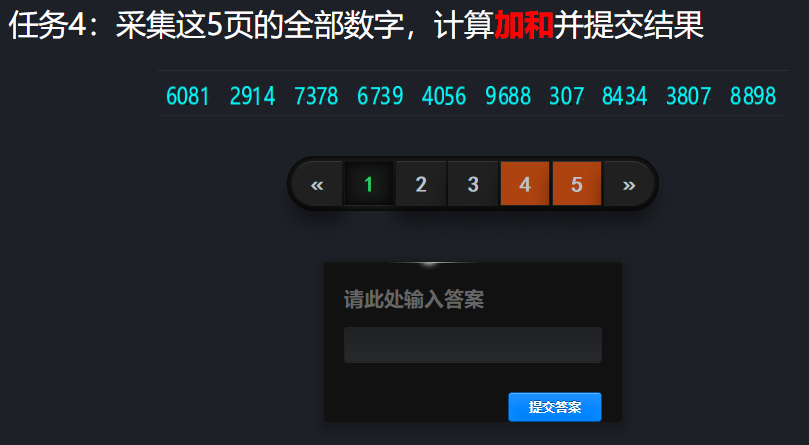 任务4：采集这5页的全部数字，计算加和并提交结果
6081 2914 7378 6739 4056 9688 307 8434 3807 8898
« 1 2 3 4 5 »
请此处输入答案
提交答案